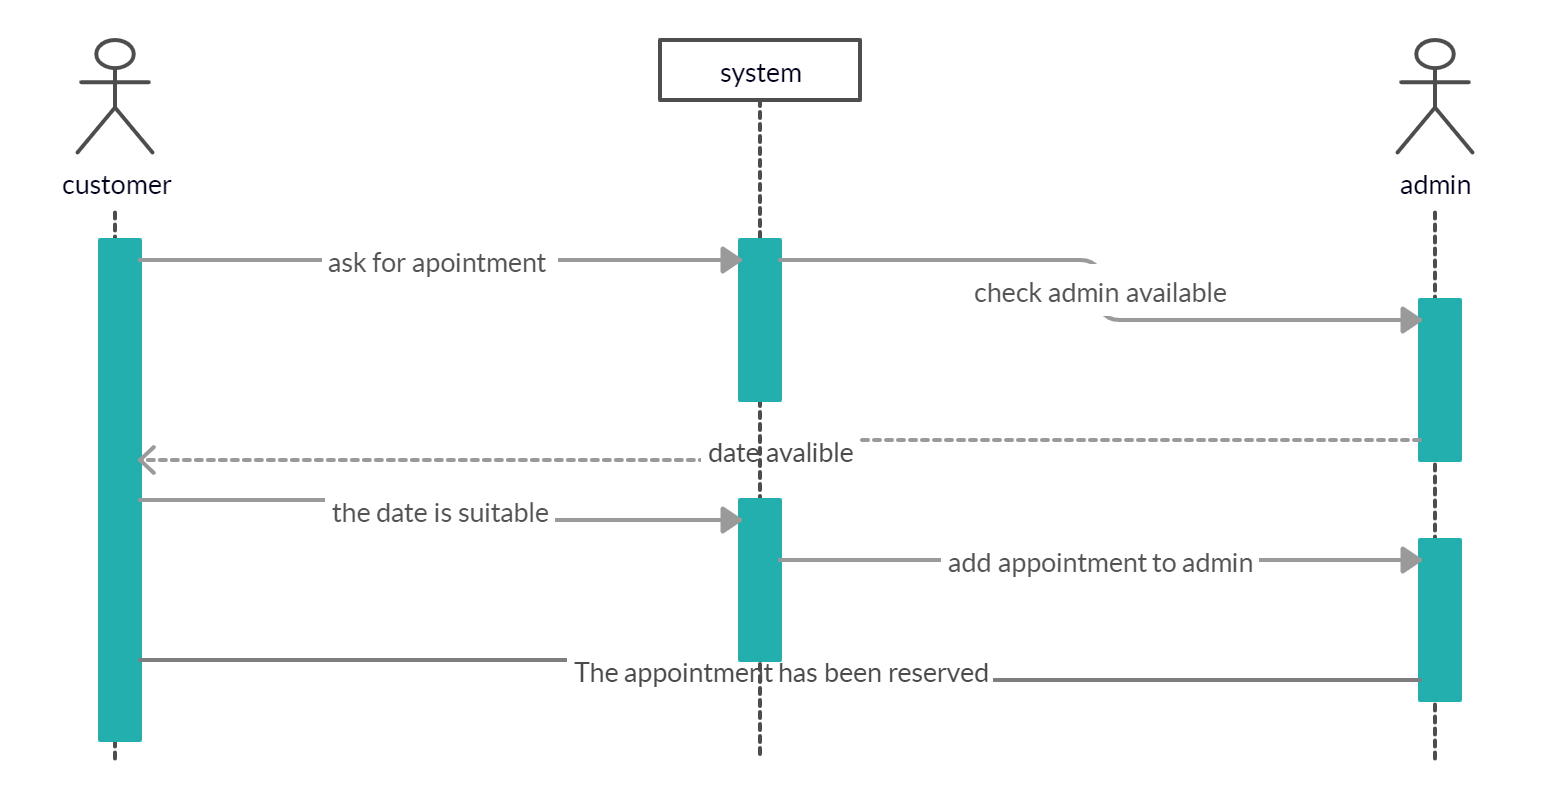 system
customer
admin
ask for apointment
check admin available
date avalible
the date is suitable
add appointment to admin
The appointment has been reserved